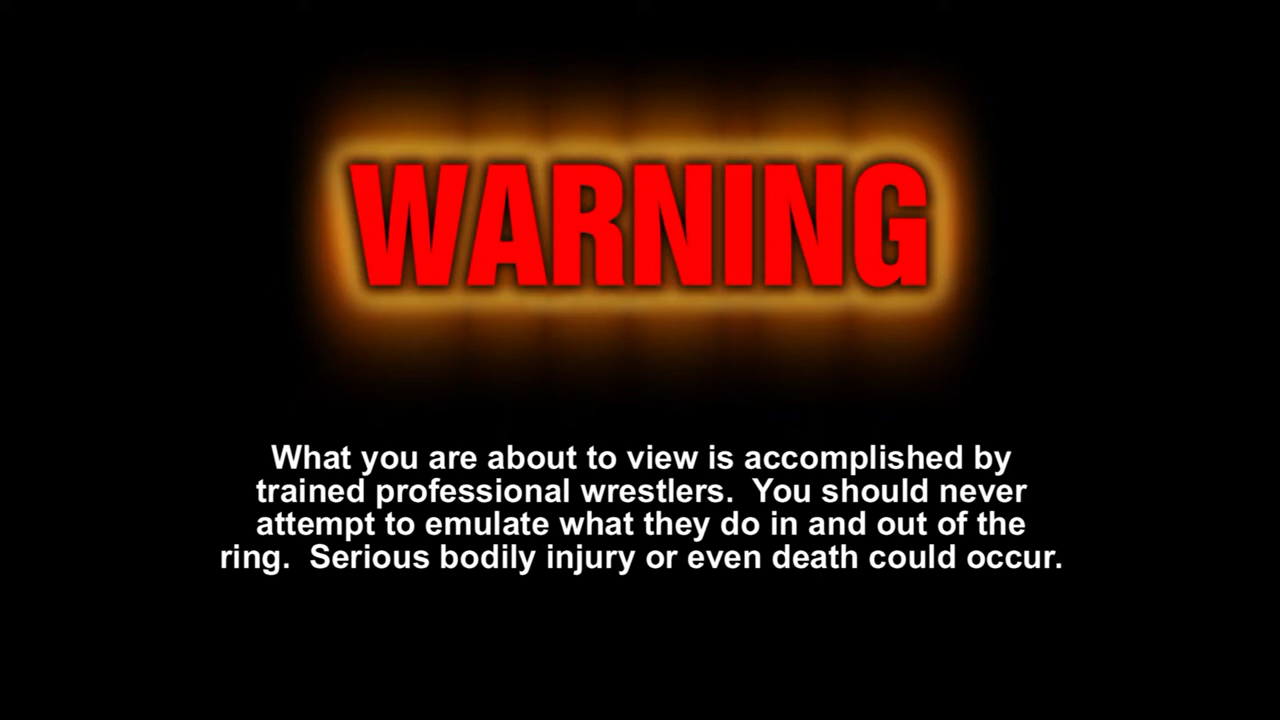 WARNING
What you are about to view is accomplished by
trained professional wrestlers.  You should never
attempt to emulate what they do in and out of the
ring.  Serious bodily injury or even death could occur.